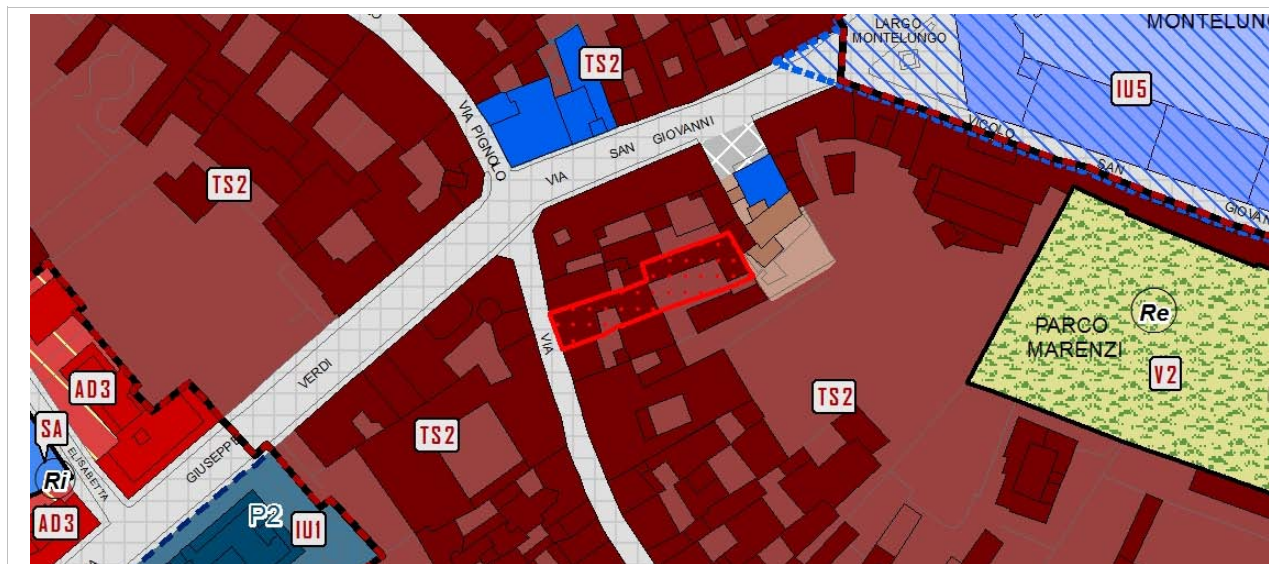 LARGO
MONTELUNGO
MONTELUNG
TS2
IU5
VIA PIGNOLO
VIA
SAN
GIOVANNI
VICOLO
SAN
GIOVAN
TS2
Re
PARCO
MARENZI
V2
VIA
VERDI
AD3
TS2
TS2
SA
GIUSEPPE
ELISABETTA
Ri
P2
IU1
AD3